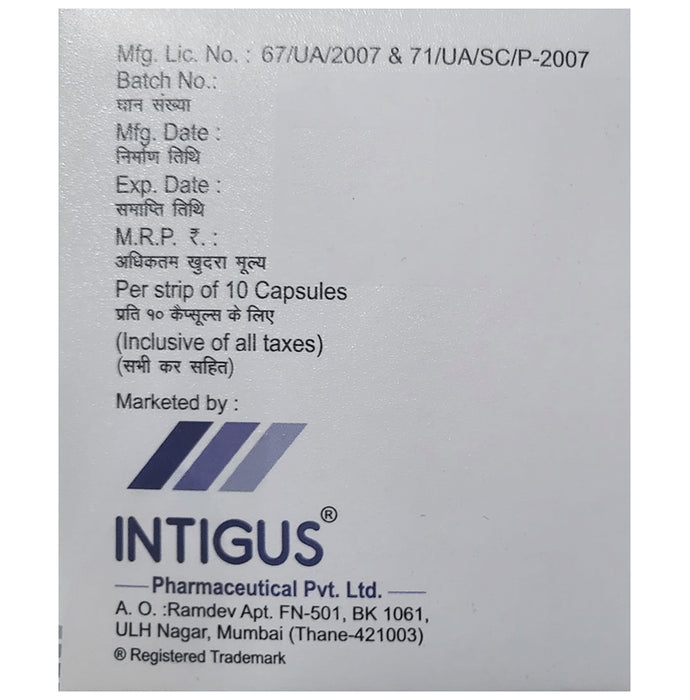 Mfg. Lic. No. : 67/UA/2007 & 71/UA/SC/P-2007
Batch No.:
घान संख्या
Mfg. Date :
निर्माण तिथि
Exp. Date :
समाप्ति तिथि
M.R.P. ₹. :
अधिकतम खुदरा मूल्य
Per strip of 10 Capsules
प्रति १० कैप्सूल्स के लिए
(Inclusive of all taxes)
(सभी कर सहित)
Marketed by :
INTIGUS®
Pharmaceutical Pvt. Ltd.
A. O. :Ramdev Apt. FN-501, BK 1061,
ULH Nagar, Mumbai (Thane-421003)
® Registered Trademark